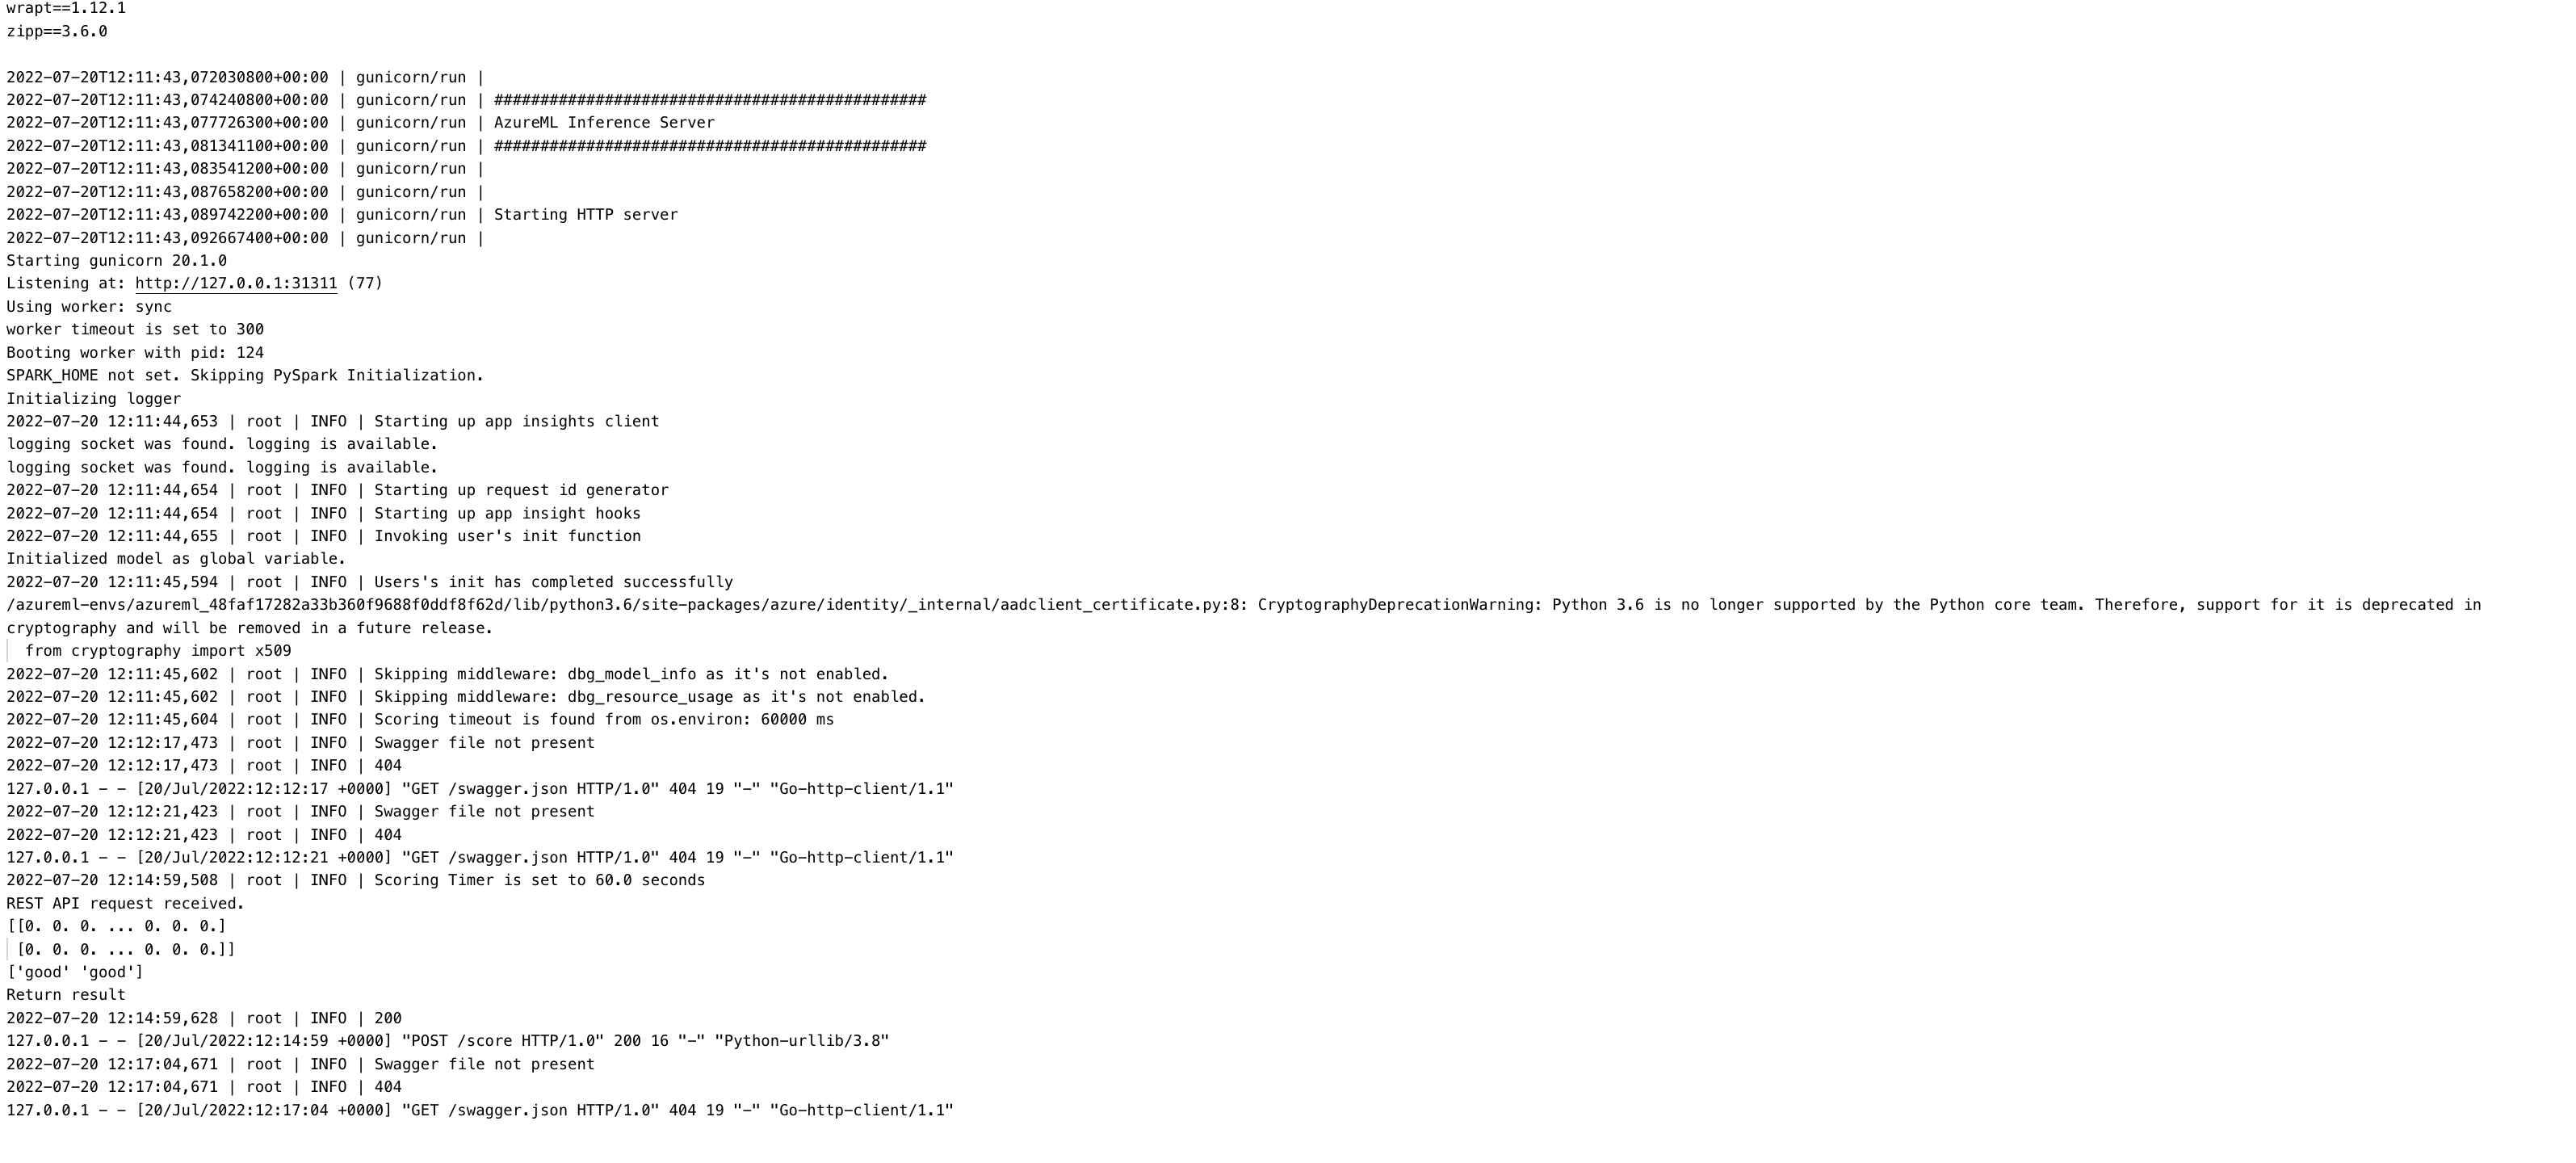 wrapt==1.12.1
zipp==3.6.0
2022-07-20T12:11:43,072030800+00:00 | gunicorn/run |
2022-07-20T12:11:43,074240800+00:00 | gunicorn/run | ###############################################
2022-07-20T12:11:43,077726300+00:00 | gunicorn/run | AzureML Inference Server
2022-07-20T12:11:43,081341100+00:00 | gunicorn/run | ###############################################
2022-07-20T12:11:43,083541200+00:00 | gunicorn/run |
2022-07-20T12:11:43,087658200+00:00 | gunicorn/run |
2022-07-20T12:11:43,089742200+00:00 | gunicorn/run | Starting HTTP server
2022-07-20T12:11:43,092667400+00:00 | gunicorn/run |
Starting gunicorn 20.1.0
Listening at: http://127.0.0.1:31311 (77)
Using worker: sync
worker timeout is set to 300
Booting worker with pid: 124
SPARK_HOME not set. Skipping PySpark Initialization.
Initializing logger
2022-07-20 12:11:44,653 | root | INFO | Starting up app insights client
logging socket was found. logging is available.
logging socket was found. logging is available.
2022-07-20 12:11:44,654 | root | INFO | Starting up request id generator
2022-07-20 12:11:44,654 | root | INFO | Starting up app insight hooks
2022-07-20 12:11:44,655 | root | INFO | Invoking user's init function
Initialized model as global variable.
2022-07-20 12:11:45,594 | root | INFO | Users's init has completed successfully
/azureml-envs/azureml_48faf17282a33b360f9688f0ddf8f62d/lib/python3.6/site-packages/azure/identity/_internal/aadclient_certificate.py:8: CryptographyDeprecationWarning: Python 3.6 is no longer supported by the Python core team. Therefore, support for it is deprecated in
cryptography and will be removed in a future release.
from cryptography import x509
2022-07-20 12:11:45,602 | root | INFO | Skipping middleware: dbg_model_info as it's not enabled.
2022-07-20 12:11:45,602 | root | INFO | Skipping middleware: dbg_resource_usage as it's not enabled.
2022-07-20 12:11:45,604 | root | INFO | Scoring timeout is found from os.environ: 60000 ms
2022-07-20 12:12:17,473 | root | INFO | Swagger file not present
2022-07-20 12:12:17,473 | root | INFO | 404
127.0.0.1 - - [20/Jul/2022:12:12:17 +0000] "GET /swagger.json HTTP/1.0" 404 19 "-" "Go-http-client/1.1"
2022-07-20 12:12:21,423 | root | INFO | Swagger file not present
2022-07-20 12:12:21,423 | root | INFO | 404
127.0.0.1 - - [20/Jul/2022:12:12:21 +0000] "GET /swagger.json HTTP/1.0" 404 19 "-" "Go-http-client/1.1"
2022-07-20 12:14:59,508 | root | INFO | Scoring Timer is set to 60.0 seconds
REST API request received.
[[0. 0. 0. ... 0. 0. 0.]
[0. 0. 0. ... 0. 0. 0.]]
['good' 'good']
Return result
2022-07-20 12:14:59,628 | root | INFO | 200
127.0.0.1 - - [20/Jul/2022:12:14:59 +0000] "POST /score HTTP/1.0" 200 16 "-" "Python-urllib/3.8"
2022-07-20 12:17:04,671 | root | INFO | Swagger file not present
2022-07-20 12:17:04,671 | root | INFO | 404
127.0.0.1 - - [20/Jul/2022:12:17:04 +0000] "GET /swagger.json HTTP/1.0" 404 19 "-" "Go-http-client/1.1"